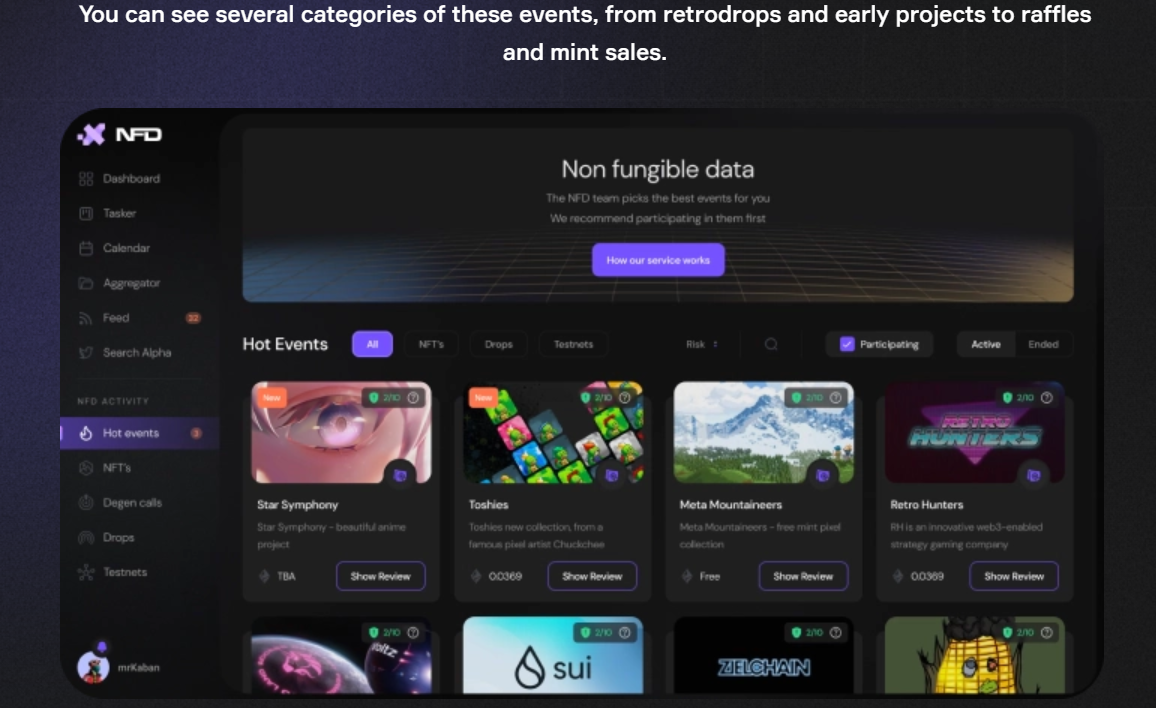 You can see several categories of these events, from retrodrops and early projects to raffles
and mint sales.
NFD
Dashboard
Tasker
Calendar
Aggregator
Feed
Search Alpha
NFD ACTIVITY
Hot events
3
NFT's
Degen calls
Drops
Testnets
mrKaban
Non fungible data
The NFD team picks the best events for you
We recommend participating in them first
How our service works
Hot Events
All
NFT's
Drops
Testnets
Risk
Participating
Active
Ended
New
2/10
Star Symphony
Star Symphony - beautiful anime
project
TBA
Show Review
New
2/10
Toshies
Toshies new collection, from a
famous pixel artist Chuckchee
0.0369
Show Review
2/10
Meta Mountaineers
Meta Mountaineers - free mint pixel
collection
Free
Show Review
2/10
RETRO
HUNTERS
Retro Hunters
RH is an innovative web3-enabled
strategy gaming company
0.0369
Show Review
2/10
voltz
2/10
sui
2/10
ZIELCHAIN
2/10